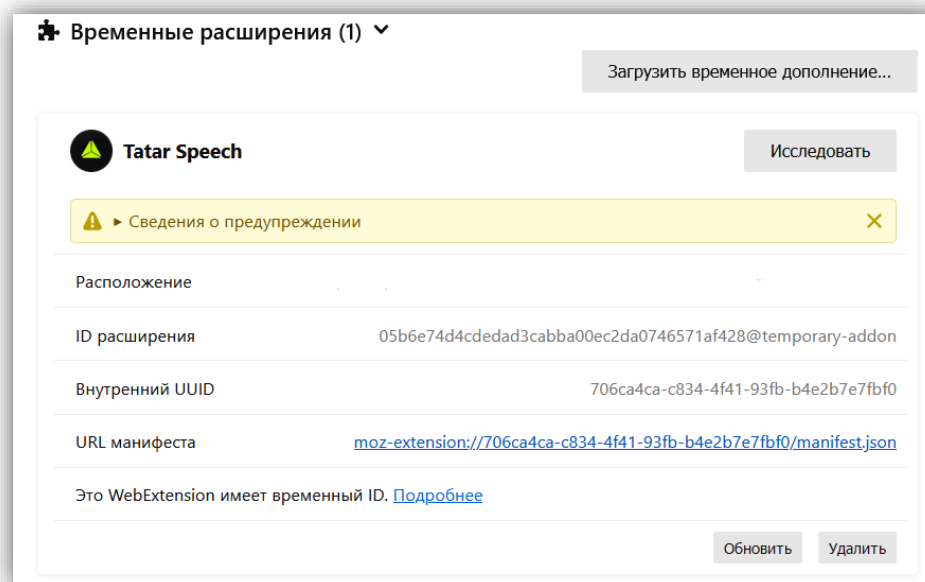 Временные расширения (1)
Загрузить временное дополнение...
Tatar Speech
Исследовать
Сведения о предупреждении
Расположение
ID расширения 05b6e74d4cdedad3cabba00ec2da0746571af428@temporary-addon
Внутренний UUID 706ca4ca-c834-4f41-93fb-b4e2b7e7fbf0
URL манифеста moz-extension://706ca4ca-c834-4f41-93fb-b4e2b7e7fbf0/manifest.json
Это WebExtension имеет временный ID. Подробнее
Обновить Удалить